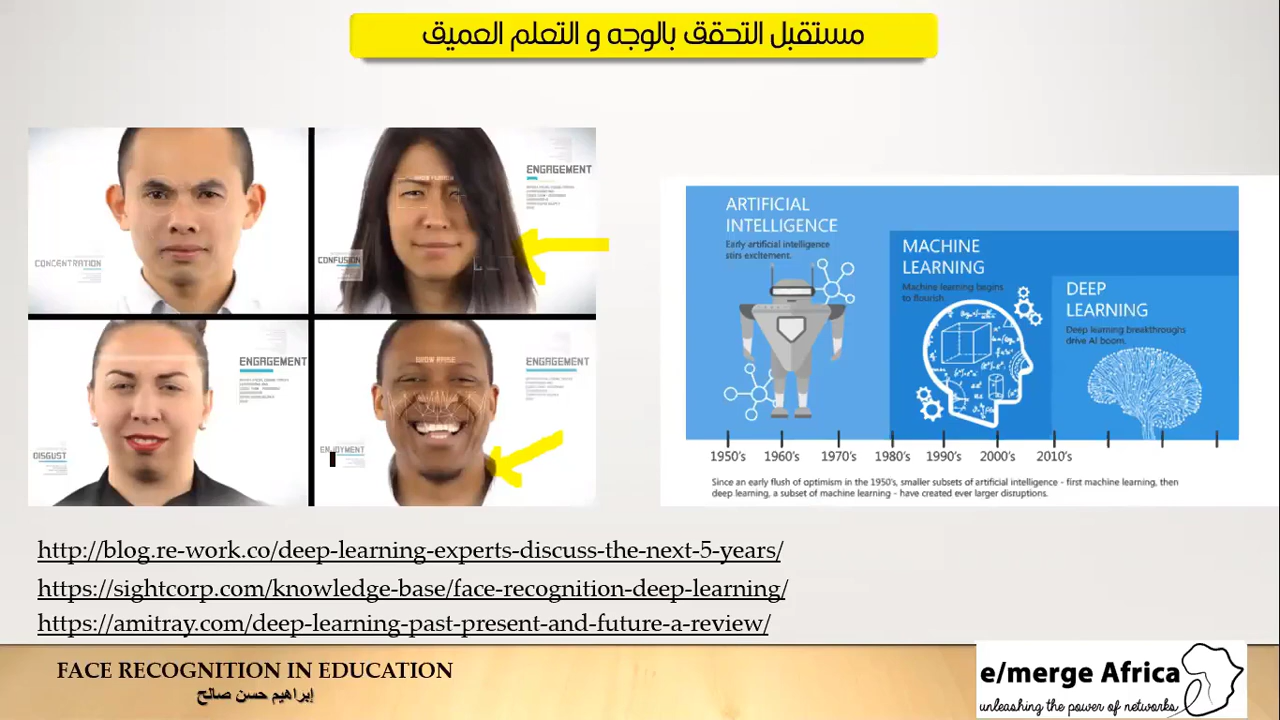 مستقبل التحقق بالوجه و التعلم العميق
CONCENTRATION
ENGAGEMENT
CONFUSION
ENGAGEMENT
DISGUST
BROW RAISE
ENGAGEMENT
ENJOYMENT
ARTIFICIAL
INTELLIGENCE
Early artificial intelligence
stirs excitement.
MACHINE
LEARNING
Machine learning begins
to flourish.
DEEP
LEARNING
Deep learning breakthroughs
drive AI boom.
1950's 1960's 1970's 1980's 1990's 2000's 2010's
Since an early flush of optimism in the 1950's, smaller subsets of artificial intelligence - first machine learning, then
deep learning, a subset of machine learning - have created ever larger disruptions.
http://blog.re-work.co/deep-learning-experts-discuss-the-next-5-years/
https://sightcorp.com/knowledge-base/face-recognition-deep-learning/
https://amitray.com/deep-learning-past-present-and-future-a-review/
FACE RECOGNITION IN EDUCATION
إبراهيم حسن صالح
e/merge Africa
unleashing the power of networks